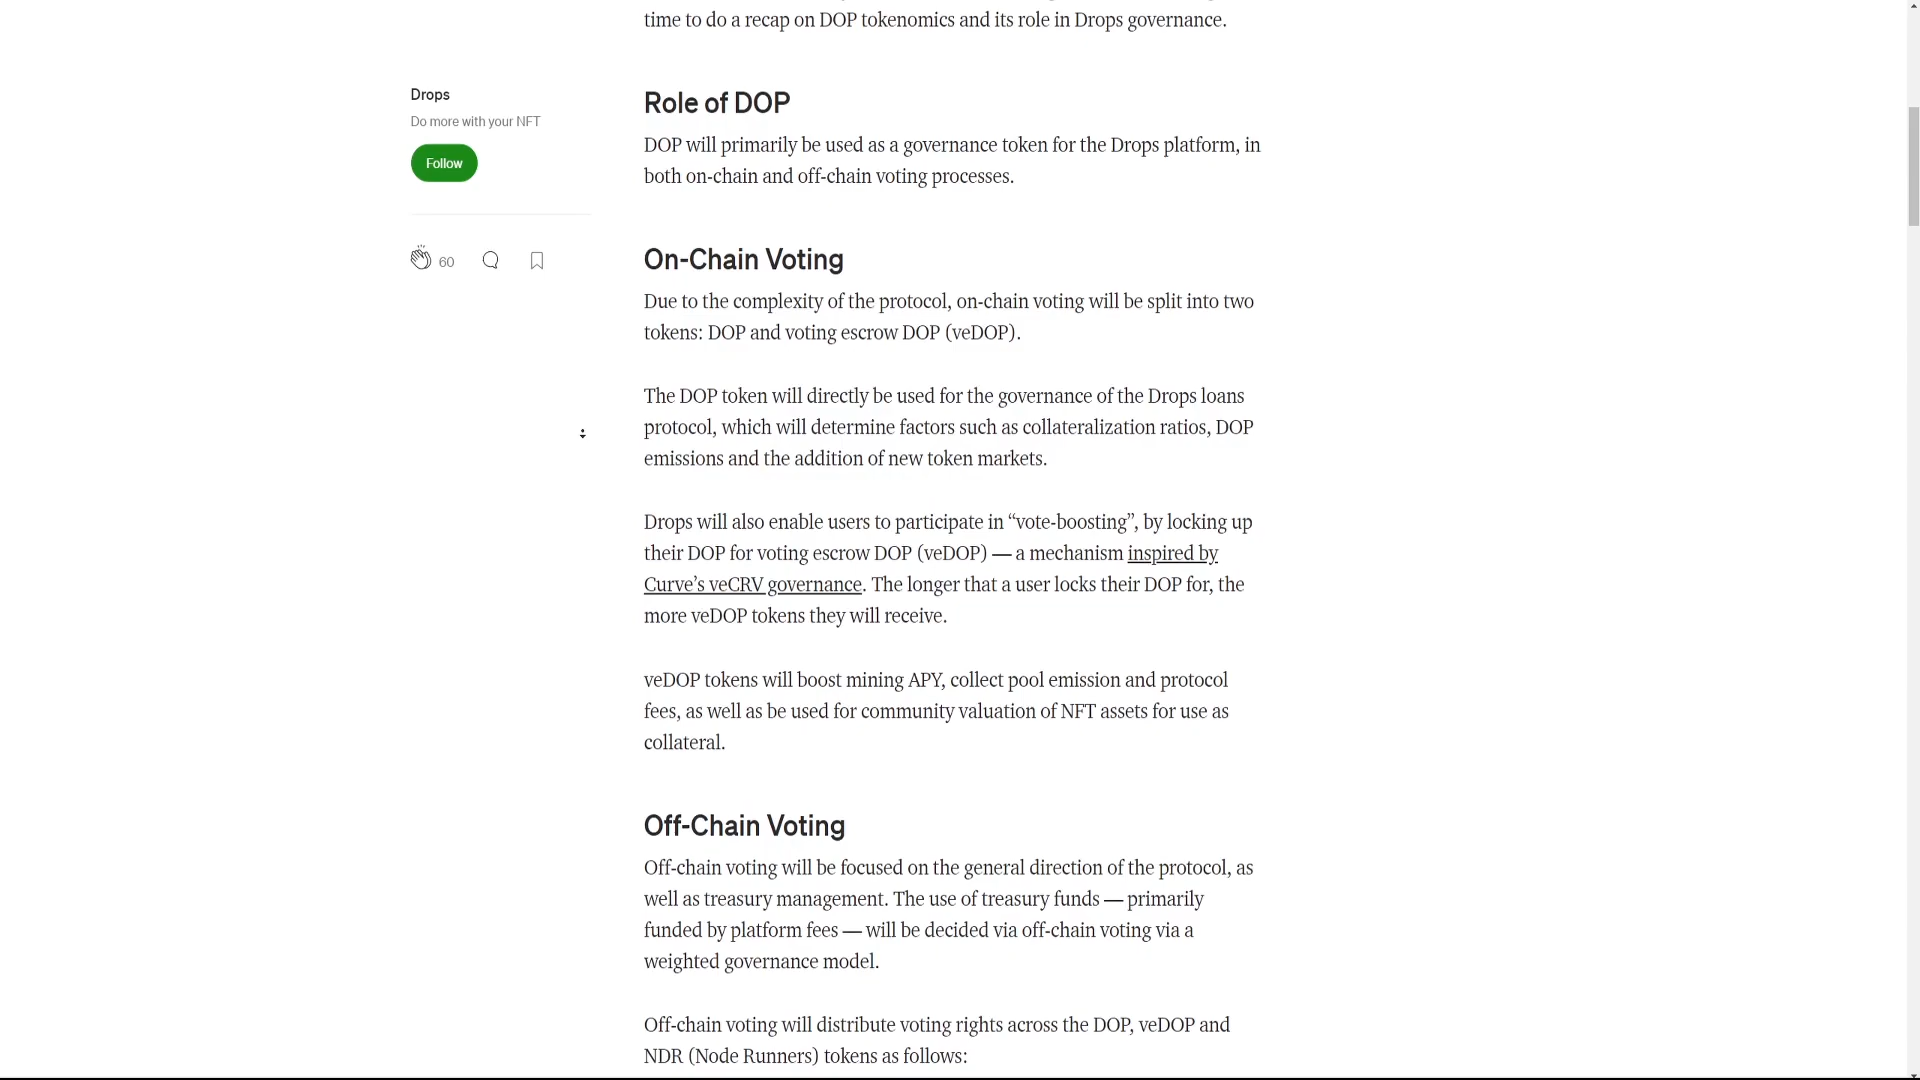 time to do a recap on DOP tokenomics and its role in Drops governance.
Drops
Do more with your NFT
Follow
60
Role of DOP
DOP will primarily be used as a governance token for the Drops platform, in
both on-chain and off-chain voting processes.
On-Chain Voting
Due to the complexity of the protocol, on-chain voting will be split into two
tokens: DOP and voting escrow DOP (veDOP).
The DOP token will directly be used for the governance of the Drops loans
protocol, which will determine factors such as collateralization ratios, DOP
emissions and the addition of new token markets.
Drops will also enable users to participate in “vote-boosting”, by locking up
their DOP for voting escrow DOP (veDOP) — a mechanism inspired by
Curve’s veCRV governance. The longer that a user locks their DOP for, the
more veDOP tokens they will receive.
veDOP tokens will boost mining APY, collect pool emission and protocol
fees, as well as be used for community valuation of NFT assets for use as
collateral.
Off-Chain Voting
Off-chain voting will be focused on the general direction of the protocol, as
well as treasury management. The use of treasury funds — primarily
funded by platform fees — will be decided via off-chain voting via a
weighted governance model.
Off-chain voting will distribute voting rights across the DOP, veDOP and
NDR (Node Runners) tokens as follows: